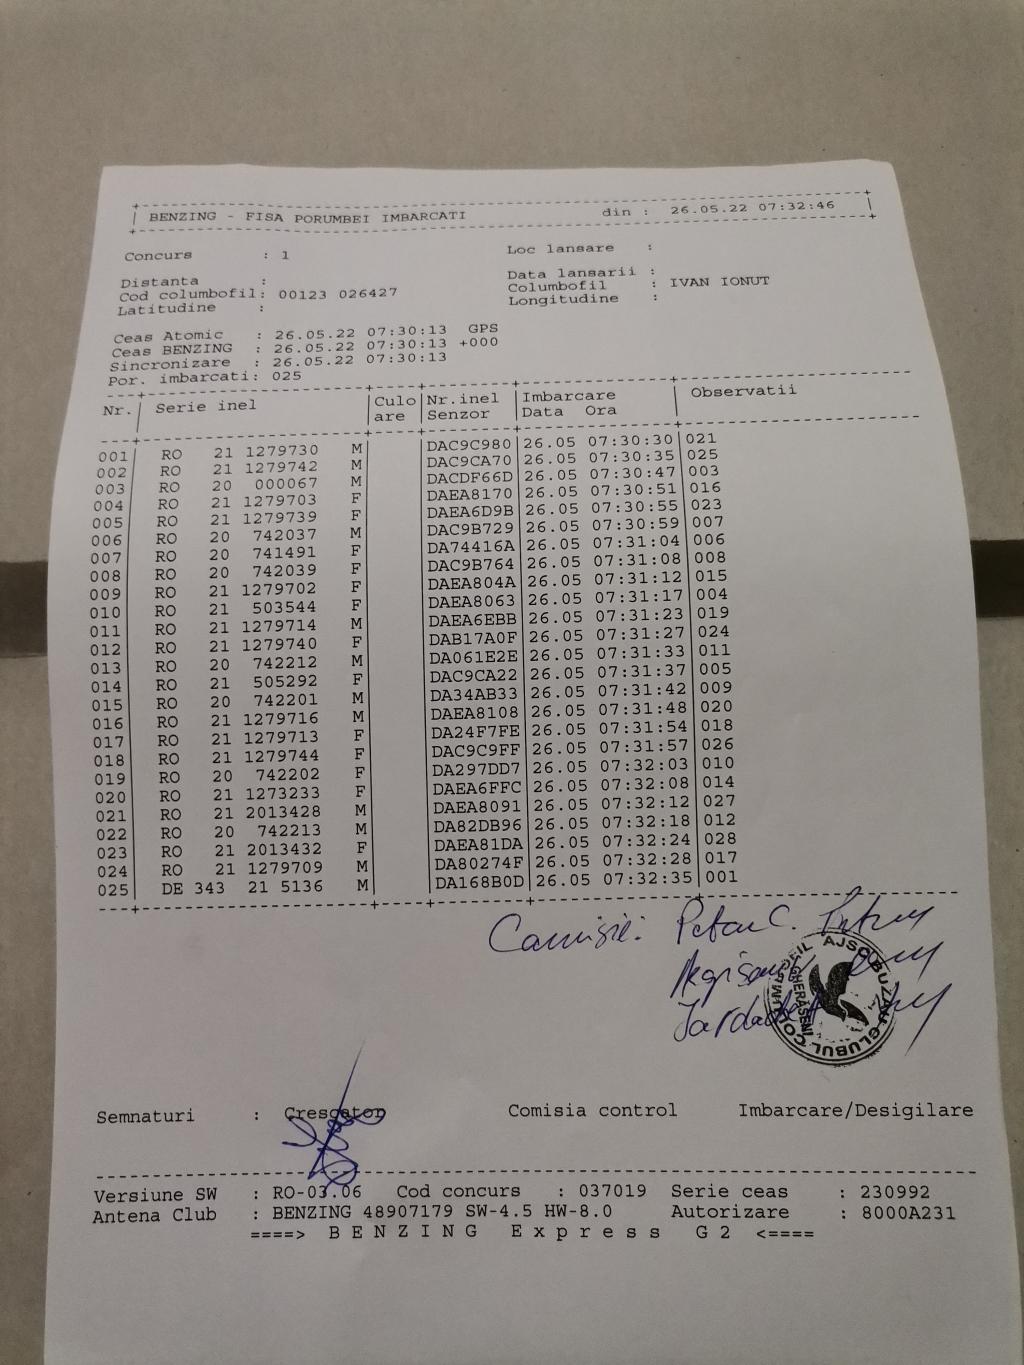 BENZING - FISA PORUMBEI IMBARCATI din : 26.05.22 07:32:46
Concurs : 1 Loc lansare :
Distanta : Data lansarii :
Cod columbofil: 00123 026427 Columbofil : IVAN IONUT
Latitudine : Longitudine :
Ceas Atomic : 26.05.22 07:30:13 GPS
Ceas BENZING : 26.05.22 07:30:13 +000
Sincronizare : 26.05.22 07:30:13
Por. imbarcati: 025
Nr. Serie inel Culo Nr.inel Imbarcare Observatii
are Senzor Data Ora
001 RO 21 1279730 M DAC9C980 26.05 07:30:30 021
002 RO 21 1279742 M DAC9CA70 26.05 07:30:35 025
003 RO 20 000067 M DACDF66D 26.05 07:30:47 003
004 RO 21 1279703 F DAEA8170 26.05 07:30:51 016
005 RO 21 1279739 F DAEA6D9B 26.05 07:30:55 023
006 RO 20 742037 M DAC9B729 26.05 07:30:59 007
007 RO 20 741491 F DA74416A 26.05 07:31:04 006
008 RO 20 742039 F DAC9B764 26.05 07:31:08 008
009 RO 21 1279702 F DAEA804A 26.05 07:31:12 015
010 RO 21 503544 F DAEA8063 26.05 07:31:17 004
011 RO 21 1279714 M DAEA6EBB 26.05 07:31:23 019
012 RO 21 1279740 F DAB17A0F 26.05 07:31:27 024
013 RO 20 742212 M DA061E2E 26.05 07:31:33 011
014 RO 21 505292 F DAC9CA22 26.05 07:31:37 005
015 RO 20 742201 M DA34AB33 26.05 07:31:42 009
016 RO 21 1279716 M DAEA8108 26.05 07:31:48 020
017 RO 21 1279713 F DA24F7FE 26.05 07:31:54 018
018 RO 21 1279744 F DAC9C9FF 26.05 07:31:57 026
019 RO 20 742202 F DA297DD7 26.05 07:32:03 010
020 RO 21 1273233 F DAEA6FFC 26.05 07:32:08 014
021 RO 21 2013428 M DAEA8091 26.05 07:32:12 027
022 RO 20 742213 M DA82DB96 26.05 07:32:18 012
023 RO 21 2013432 F DAEA81DA 26.05 07:32:24 028
024 RO 21 1279709 M DA80274F 26.05 07:32:28 017
025 DE 343 21 5136 M DA168B0D 26.05 07:32:35 001
Comisie:
AJSC BUZAU CLUBUL
GHERASENI
Semnaturi : Crescator Comisia control Imbarcare/Desigilare
Versiune SW : RO-03.06 Cod concurs : 037019 Serie ceas : 230992
Antena Club : BENZING 48907179 SW-4.5 HW-8.0 Autorizare : 8000A231
====> B E N Z I N G E x p r e s s G 2 <====